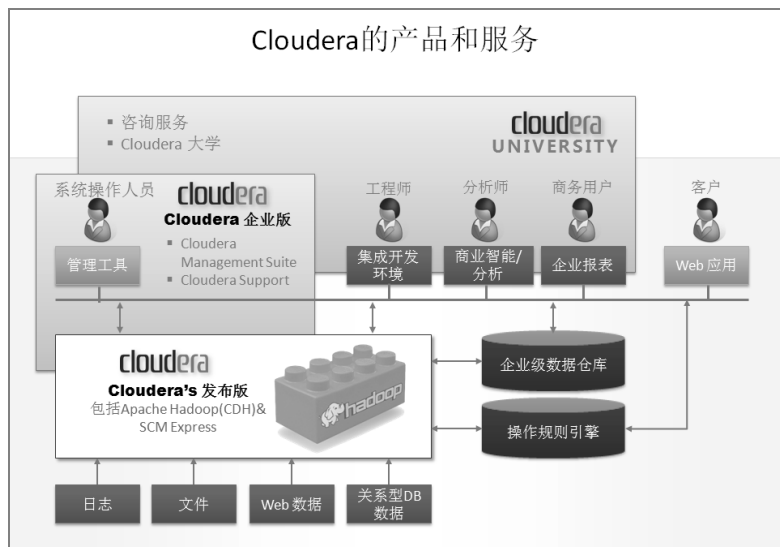 Cloudera的产品和服务
▪ 咨询服务
▪ Cloudera 大学
cloudera
UNIVERSITY
系统操作人员
cloudera
Cloudera 企业版
▪ Cloudera
Management Suite
▪ Cloudera Support
管理工具
工程师
分析师
商务用户
客户
集成开发
环境
商业智能/
分析
企业报表
Web 应用
cloudera
Cloudera's 发布版
包括Apache Hadoop(CDH)&
SCM Express
hadoop
企业级数据仓库
操作规则引擎
日志
文件
Web 数据
关系型DB
数据